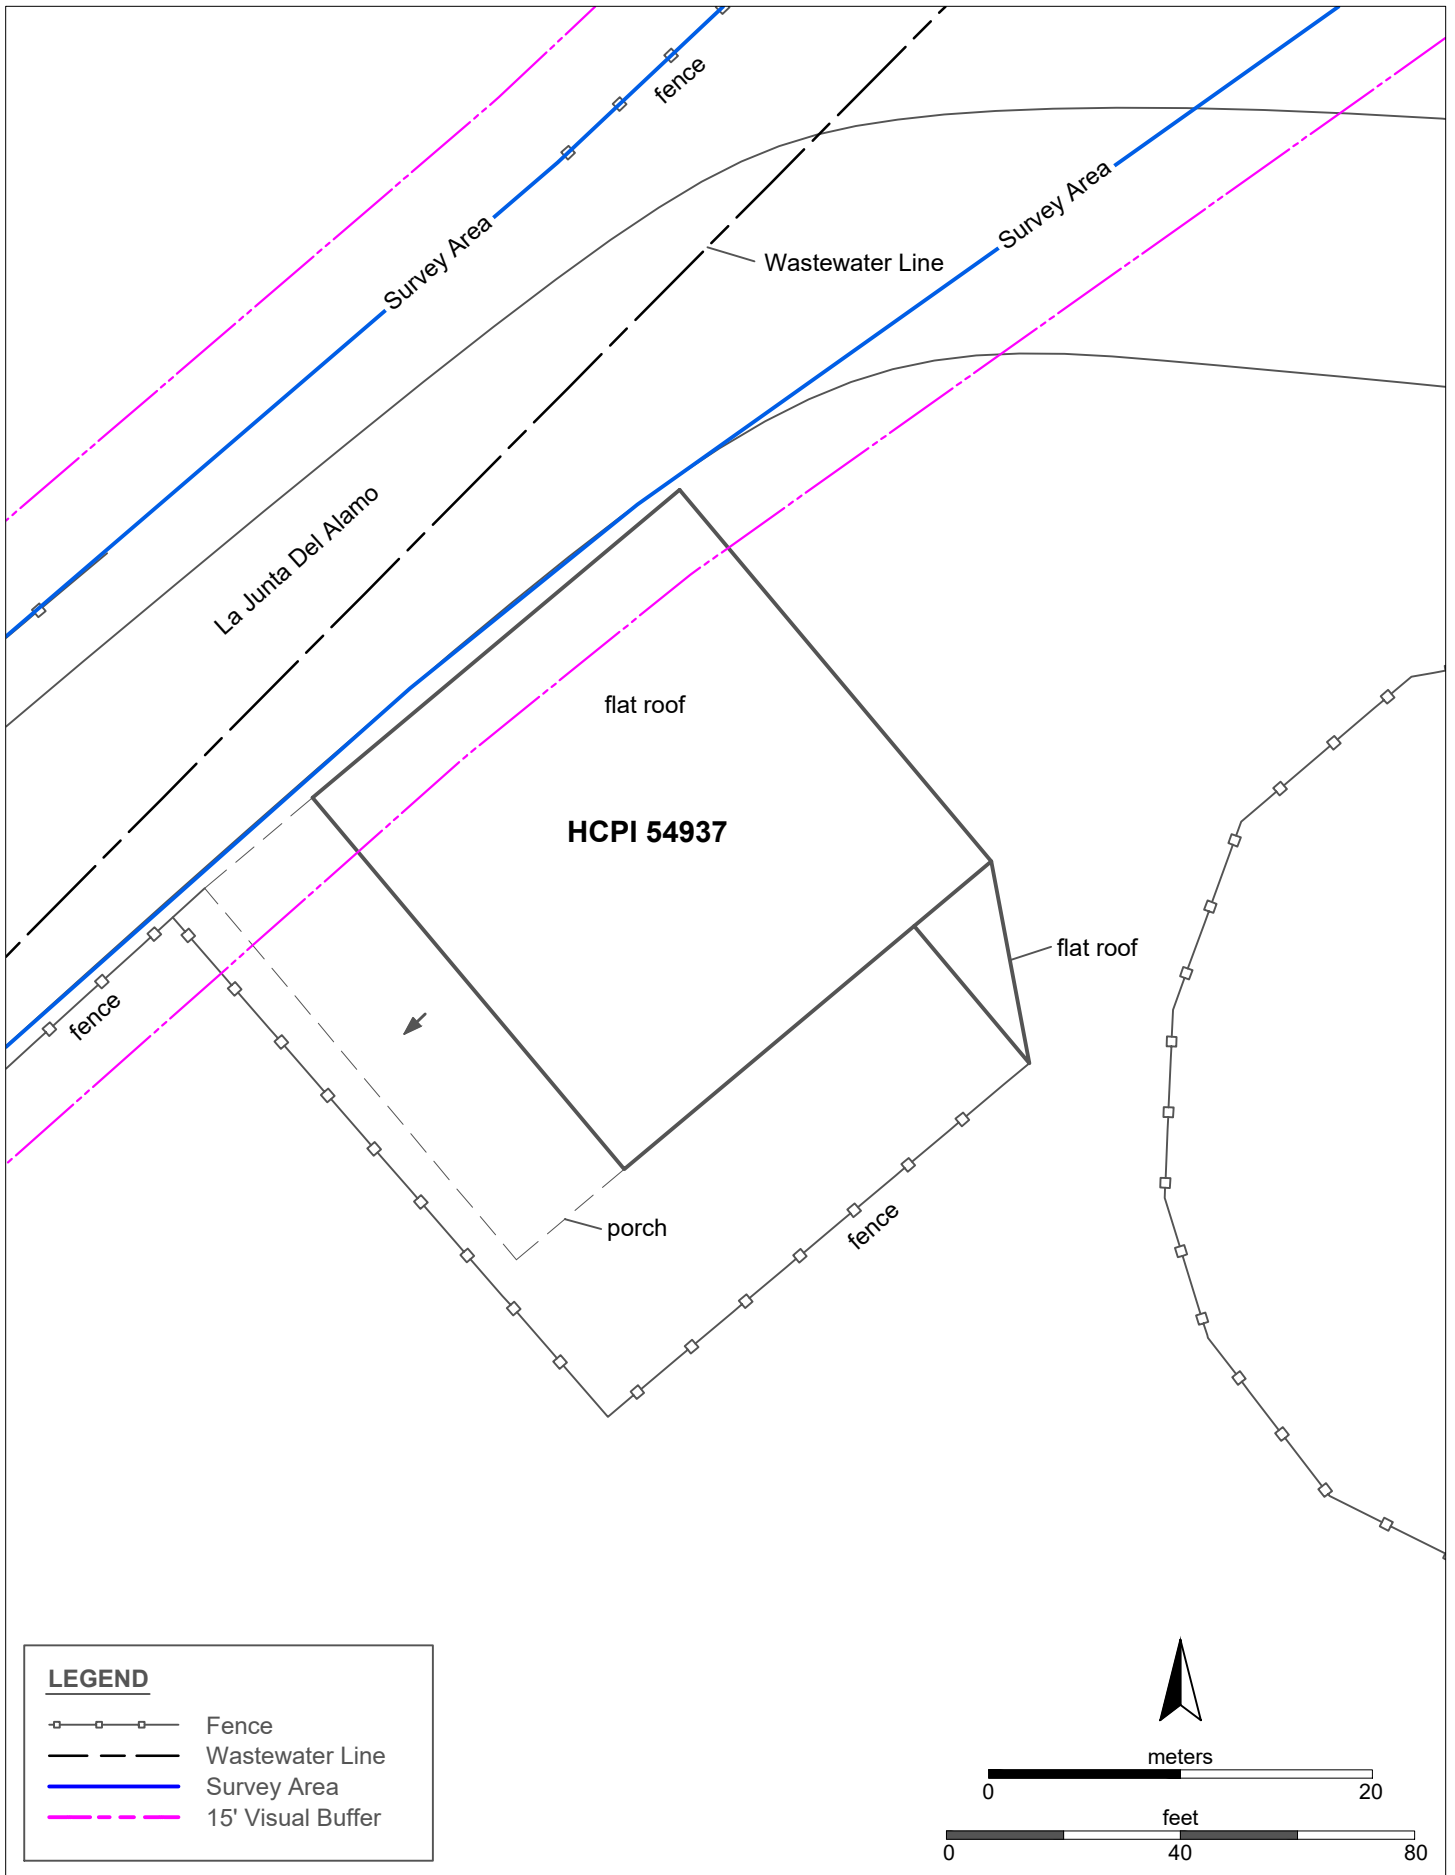 fence
Survey Area
Survey Area
Wastewater Line
La Junta Del Alamo
flat roof
HCPI 54937
flat roof
fence
porch
fence
LEGEND
Fence
Wastewater Line
Survey Area
15' Visual Buffer
meters
0 20
feet
0 40 80